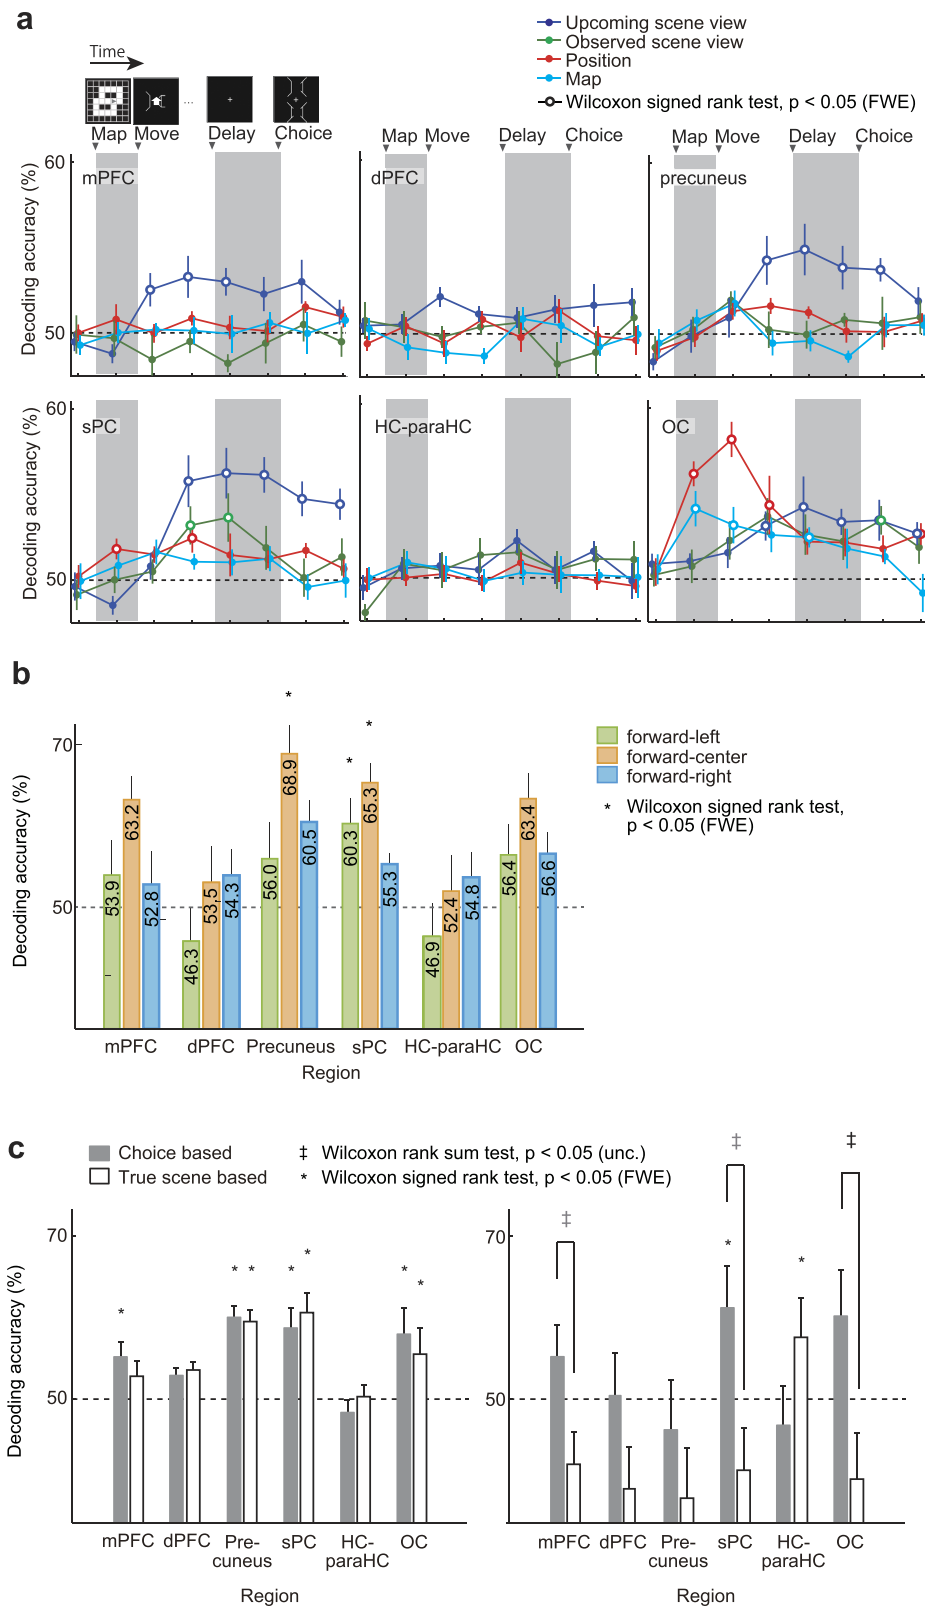 a
Upcoming scene view
Observed scene view
Position
Map
Wilcoxon signed rank test, p < 0.05 (FWE)
Time
...
Map Move Delay Choice
Map Move Delay Choice
Map Move Delay Choice
Decoding accuracy (%)
60
50
mPFC
dPFC
precuneus
Decoding accuracy (%)
60
50
sPC
HC-paraHC
OC
b
Decoding accuracy (%)
70
50
forward-left
forward-center
forward-right
* Wilcoxon signed rank test,
p < 0.05 (FWE)
*
*
*
53.9 63.2 52.8
46.3 53.5 54.3
56.0 68.9 60.5
60.3 65.3 55.3
46.9 52.4 54.8
56.4 63.4 56.6
mPFC dPFC Precuneus sPC HC-paraHC OC
Region
c
Choice based
True scene based
‡ Wilcoxon rank sum test, p < 0.05 (unc.)
* Wilcoxon signed rank test, p < 0.05 (FWE)
Decoding accuracy (%)
70
50
* * * * * * *
mPFC dPFC Pre-cuneus sPC HC-paraHC OC
Region
70
50
‡ ‡ ‡
* *
mPFC dPFC Pre-cuneus sPC HC-paraHC OC
Region